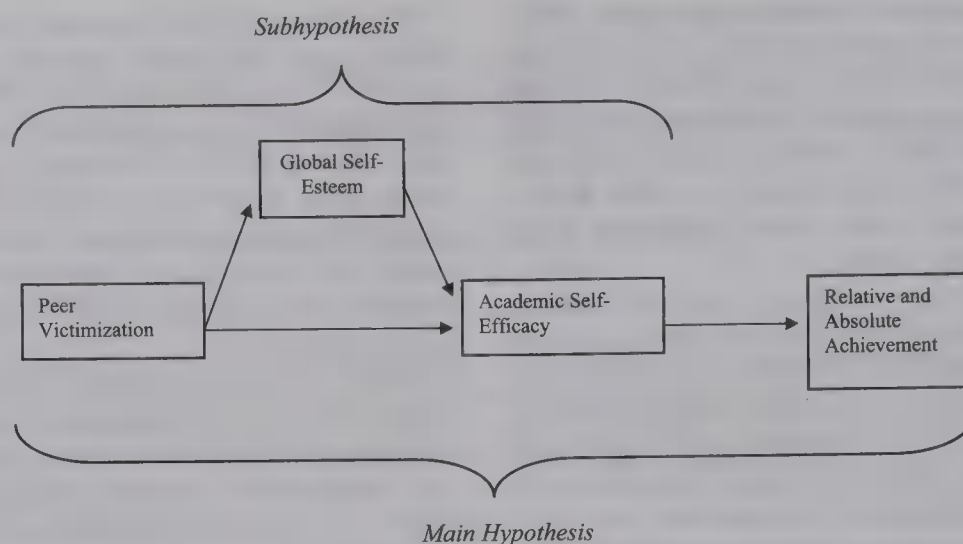 Subhypothesis
Global Self-
Esteem
Peer
Victimization
Academic Self-
Efficacy
Relative and
Absolute
Achievement
Main Hypothesis